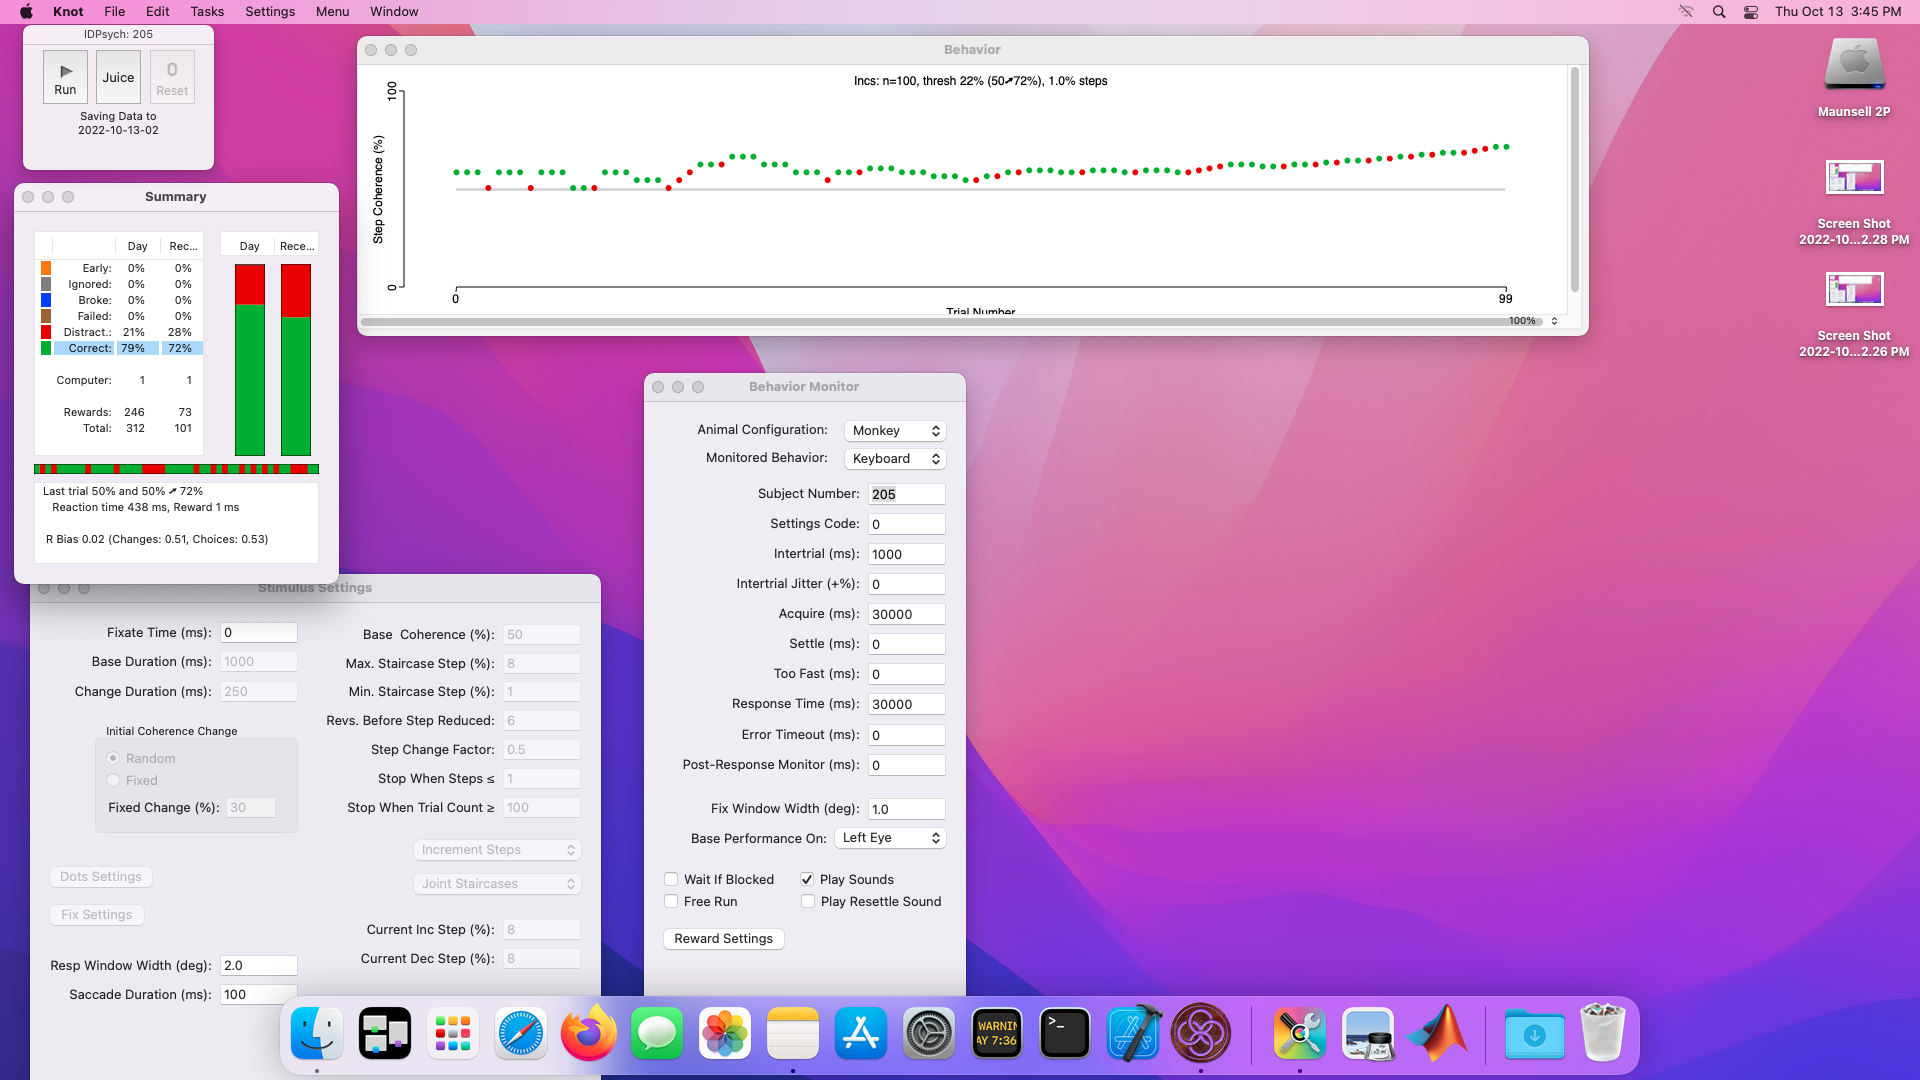 Knot File Edit Tasks Settings Menu Window
Thu Oct 13 3:45 PM
IDPsych: 205
Run
Juice
0
Reset
Saving Data to
2022-10-13-02
Behavior
Incs: n=100, thresh 22% (50➚72%), 1.0% steps
100
Step Coherence (%)
0
0
99
Trial Number
100%
Maunsell 2P
Screen Shot
2022-10...2.28 PM
Screen Shot
2022-10...2.26 PM
Summary
Day Rec...
Early: 0% 0%
Ignored: 0% 0%
Broke: 0% 0%
Failed: 0% 0%
Distract.: 21% 28%
Correct: 79% 72%
Computer: 1 1
Rewards: 246 73
Total: 312 101
Day Rece...
Last trial 50% and 50% ➚ 72%
Reaction time 438 ms, Reward 1 ms
R Bias 0.02 (Changes: 0.51, Choices: 0.53)
Stimulus Settings
Fixate Time (ms): 0
Base Duration (ms): 1000
Change Duration (ms): 250
Initial Coherence Change
Random
Fixed
Fixed Change (%): 30
Dots Settings
Fix Settings
Resp Window Width (deg): 2.0
Saccade Duration (ms): 100
Base Coherence (%): 50
Max. Staircase Step (%): 8
Min. Staircase Step (%): 1
Revs. Before Step Reduced: 6
Step Change Factor: 0.5
Stop When Steps ≤ 1
Stop When Trial Count ≥ 100
Increment Steps
Joint Staircases
Current Inc Step (%): 8
Current Dec Step (%): 8
Behavior Monitor
Animal Configuration: Monkey
Monitored Behavior: Keyboard
Subject Number: 205
Settings Code: 0
Intertrial (ms): 1000
Intertrial Jitter (+%): 0
Acquire (ms): 30000
Settle (ms): 0
Too Fast (ms): 0
Response Time (ms): 30000
Error Timeout (ms): 0
Post-Response Monitor (ms): 0
Fix Window Width (deg): 1.0
Base Performance On: Left Eye
Wait If Blocked
Play Sounds
Free Run
Play Resettle Sound
Reward Settings
WARNIN
AY 7:36
>_